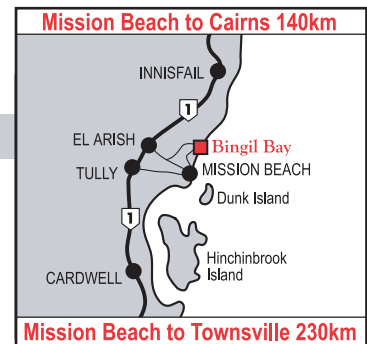 Mission Beach to Cairns 140km
INNISFAIL
1
EL ARISH
Bingil Bay
TULLY
MISSION BEACH
Dunk Island
1
Hinchinbrook
Island
CARDWELL
Mission Beach to Townsville 230km